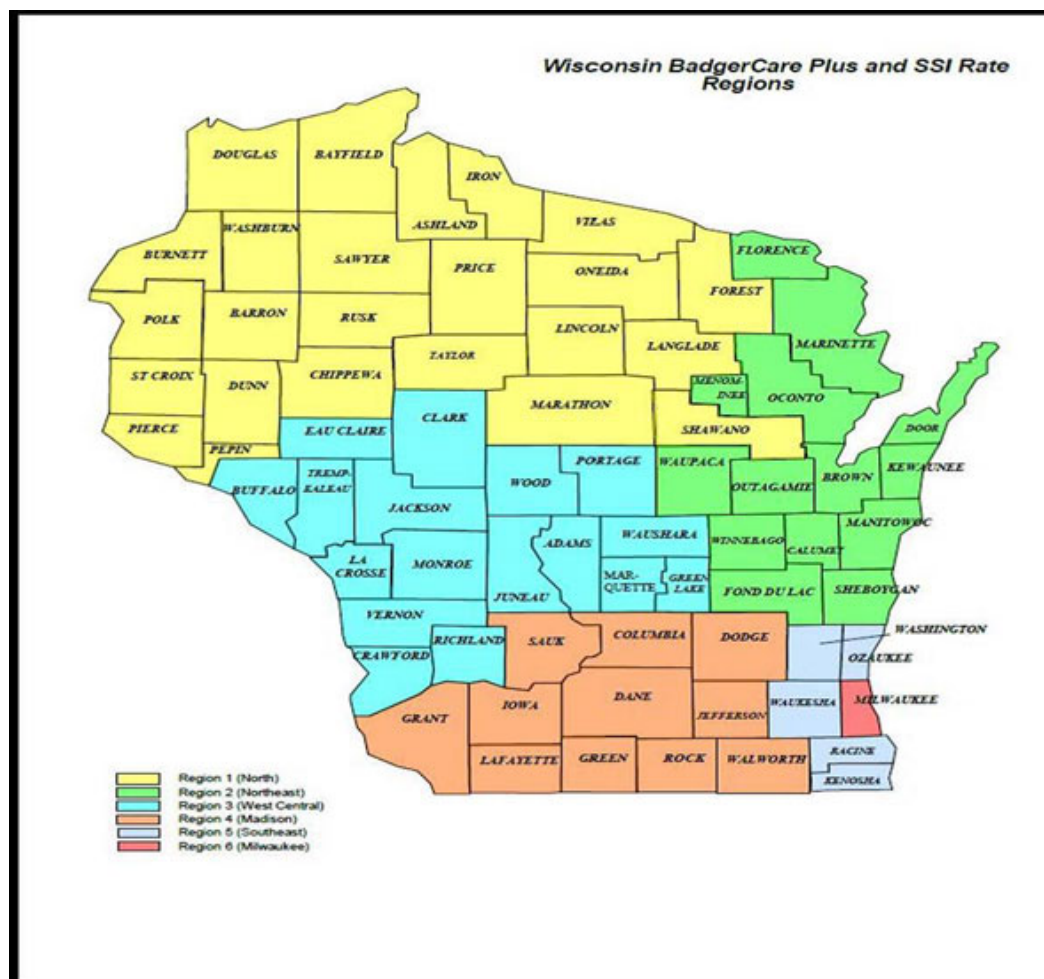 Wisconsin BadgerCare Plus and SSI Rate
Regions
DOUGLAS
BAYFIELD
IRON
ASHLAND
VILAS
WASHBURN
BURNETT
SAWYER
PRICE
ONEIDA
FLORENCE
FOREST
POLK
BARRON
RUSK
LINCOLN
MARINETTE
LANGLADE
TAYLOR
ST CROIX
DUNN
CHIPPEWA
MENOM-
INEE
OCONTO
MARATHON
CLARK
PIERCE
EAU CLAIRE
SHAWANO
DOOR
PEPIN
PORTAGE
WAUPACA
KEWAUNEE
BUFFALO
TREMP-
EALEAU
WOOD
OUTAGAMIE
BROWN
JACKSON
MANITOWOC
ADAMS
WAUSHARA
WINNEBAGO
CALUMET
LA
CROSSE
MONROE
MAR-
QUETTE
GREEN
LAKE
JUNEAU
FOND DU LAC
SHEBOYGAN
VERNON
RICHLAND
SAUK
COLUMBIA
DODGE
WASHINGTON
CRAWFORD
OZAUKEE
GRANT
IOWA
DANE
JEFFERSON
WAUKESHA
MILWAUKEE
LAFAYETTE
GREEN
ROCK
WALWORTH
RACINE
KENOSHA
Region 1 (North)
Region 2 (Northeast)
Region 3 (West Central)
Region 4 (Madison)
Region 5 (Southeast)
Region 6 (Milwaukee)